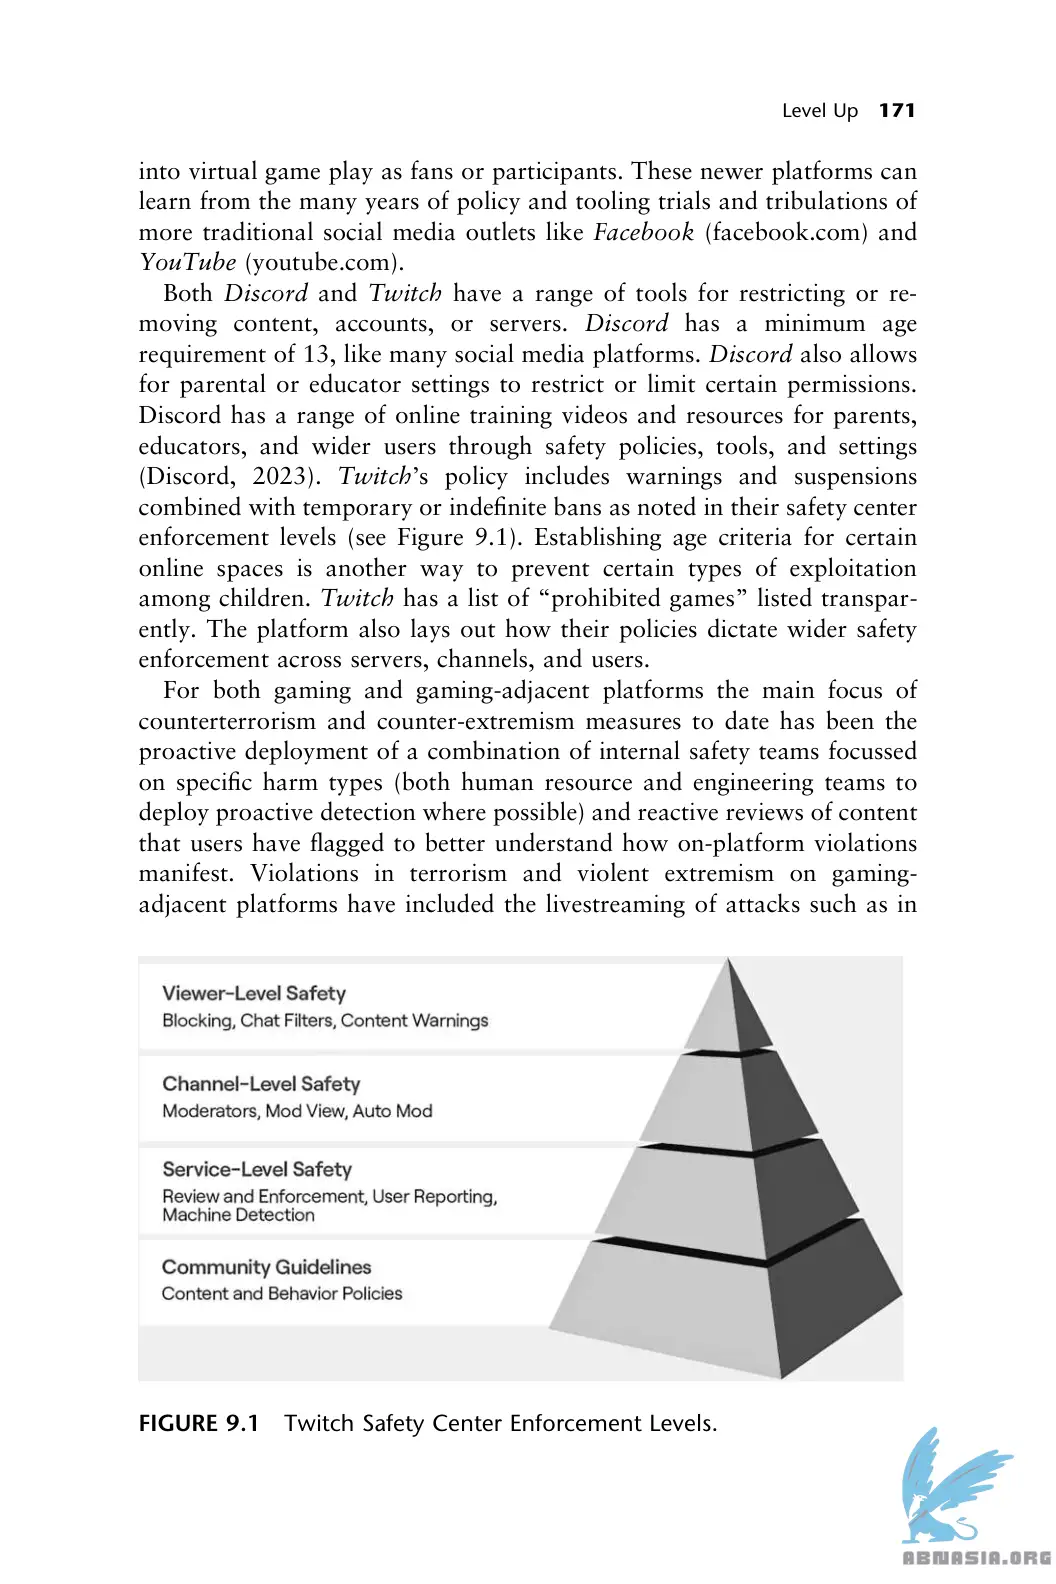 Level Up 171
into virtual game play as fans or participants. These newer platforms can
learn from the many years of policy and tooling trials and tribulations of
more traditional social media outlets like Facebook (facebook.com) and
YouTube (youtube.com).
Both Discord and Twitch have a range of tools for restricting or re-
moving content, accounts, or servers. Discord has a minimum age
requirement of 13, like many social media platforms. Discord also allows
for parental or educator settings to restrict or limit certain permissions.
Discord has a range of online training videos and resources for parents,
educators, and wider users through safety policies, tools, and settings
(Discord, 2023). Twitch’s policy includes warnings and suspensions
combined with temporary or indefinite bans as noted in their safety center
enforcement levels (see Figure 9.1). Establishing age criteria for certain
online spaces is another way to prevent certain types of exploitation
among children. Twitch has a list of “prohibited games” listed transpar-
ently. The platform also lays out how their policies dictate wider safety
enforcement across servers, channels, and users.
For both gaming and gaming-adjacent platforms the main focus of
counterterrorism and counter-extremism measures to date has been the
proactive deployment of a combination of internal safety teams focussed
on specific harm types (both human resource and engineering teams to
deploy proactive detection where possible) and reactive reviews of content
that users have flagged to better understand how on-platform violations
manifest. Violations in terrorism and violent extremism on gaming-
adjacent platforms have included the livestreaming of attacks such as in
Viewer-Level Safety
Blocking, Chat Filters, Content Warnings
Channel-Level Safety
Moderators, Mod View, Auto Mod
Service-Level Safety
Review and Enforcement, User Reporting,
Machine Detection
Community Guidelines
Content and Behavior Policies
FIGURE 9.1 Twitch Safety Center Enforcement Levels.
ABNASIA.ORG